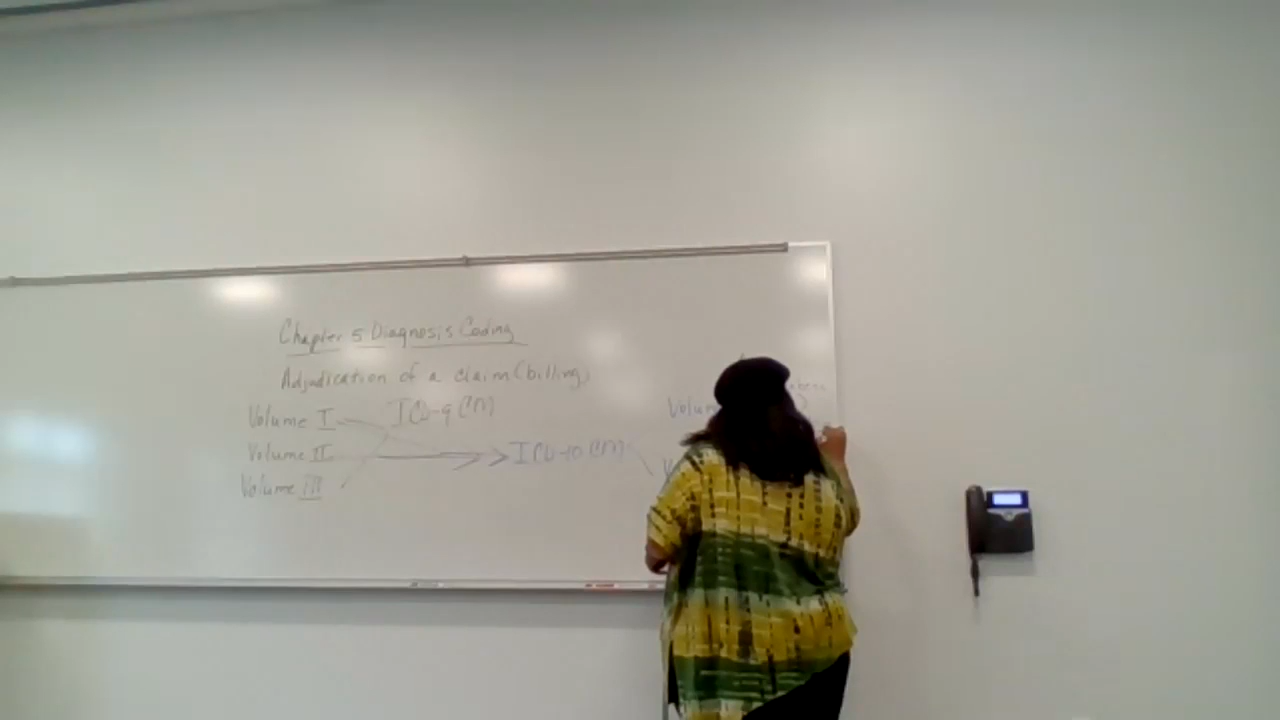 Chapter 5 Diagnosis Coding
Adjudication of a claim (billing)
Volume I
ICD-9 (CM)
Volume II
ICD-10 (CM)
Volume III